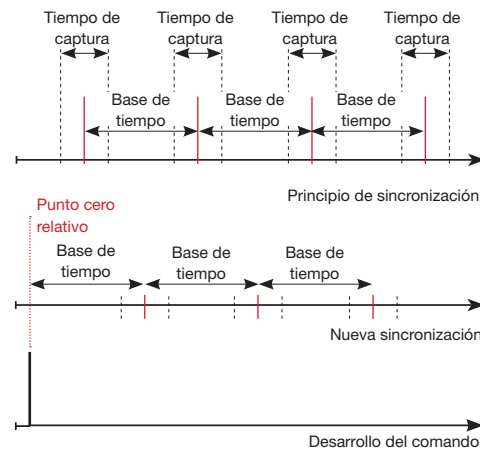 Tiempo de
captura
Tiempo de
captura
Tiempo de
captura
Tiempo de
captura
Base de
tiempo
Base de
tiempo
Base de
tiempo
Principio de sincronización
Punto cero
relativo
Base de
tiempo
Base de
tiempo
Base de
tiempo
Nueva sincronización
Desarrollo del comando